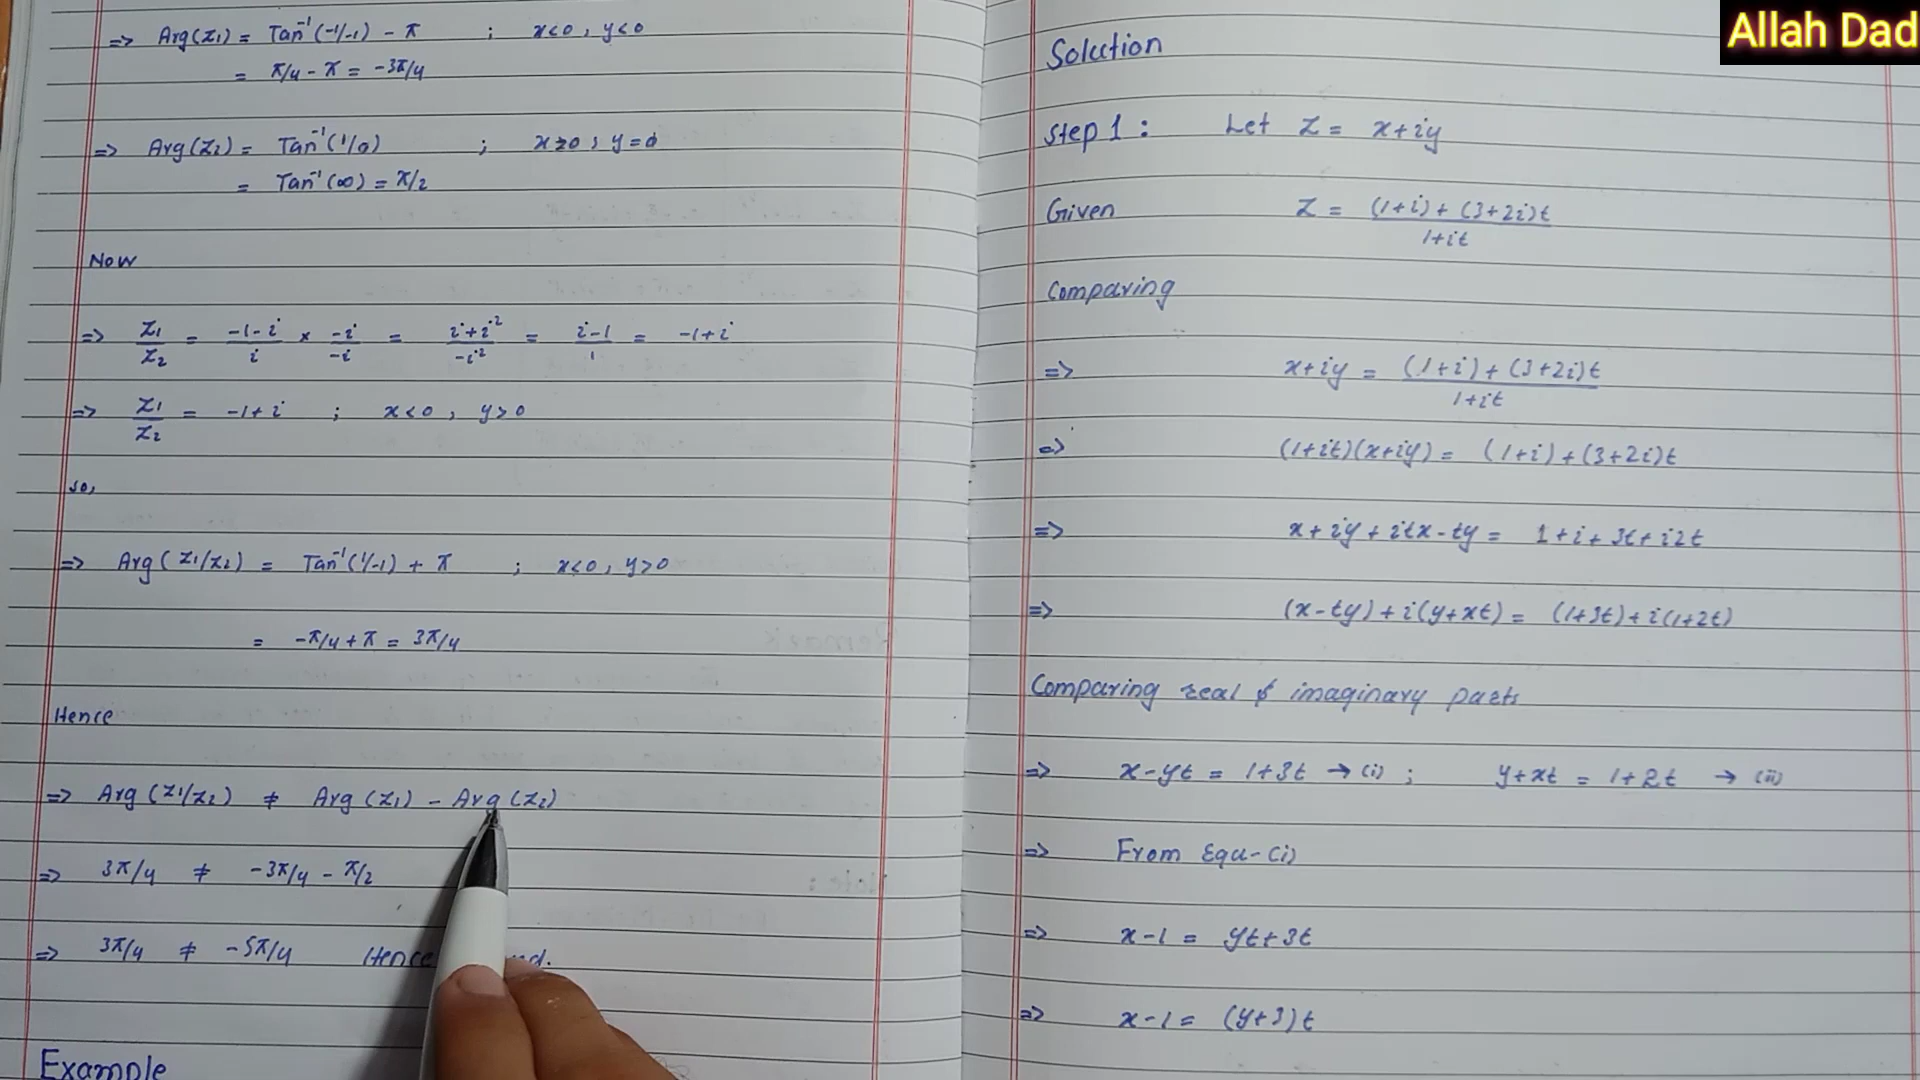 ⇒ Arg(Z₁) = Tan⁻¹(-1/-1) - π ; x<0, y<0
= π/4 - π = -3π/4
⇒ Arg(Z₂) = Tan⁻¹(1/0) ; x≥0, y=0
= Tan⁻¹(∞) = π/2
Now
⇒ Z₁/Z₂ = -1-i/i × -i/-i = i+i²/-i² = i-1/1 = -1+i
⇒ Z₁/Z₂ = -1+i ; x<0, y>0
so,
⇒ Arg(Z₁/Z₂) = Tan⁻¹(1/-1) + π ; x<0, y>0
= -π/4 + π = 3π/4
Hence
⇒ Arg(Z₁/Z₂) ≠ Arg(Z₁) - Arg(Z₂)
⇒ 3π/4 ≠ -3π/4 - π/2
⇒ 3π/4 ≠ -5π/4 Hence
Example
Allah Dad
Solution
Step 1: Let Z = x+iy
Given Z = (1+i)+(3+2i)t/1+it
Comparing
⇒ x+iy = (1+i)+(3+2i)t/1+it
⇒ (1+it)(x+iy) = (1+i)+(3+2i)t
⇒ x+iy+itx-ty = 1+i+3t+i2t
⇒ (x-ty)+i(y+xt) = (1+3t)+i(1+2t)
Comparing real & imaginary parts
⇒ x-yt = 1+3t → (i) ; y+xt = 1+2t → (ii)
⇒ From Equ-(i)
⇒ x-1 = yt+3t
⇒ x-1 = (y+3)t